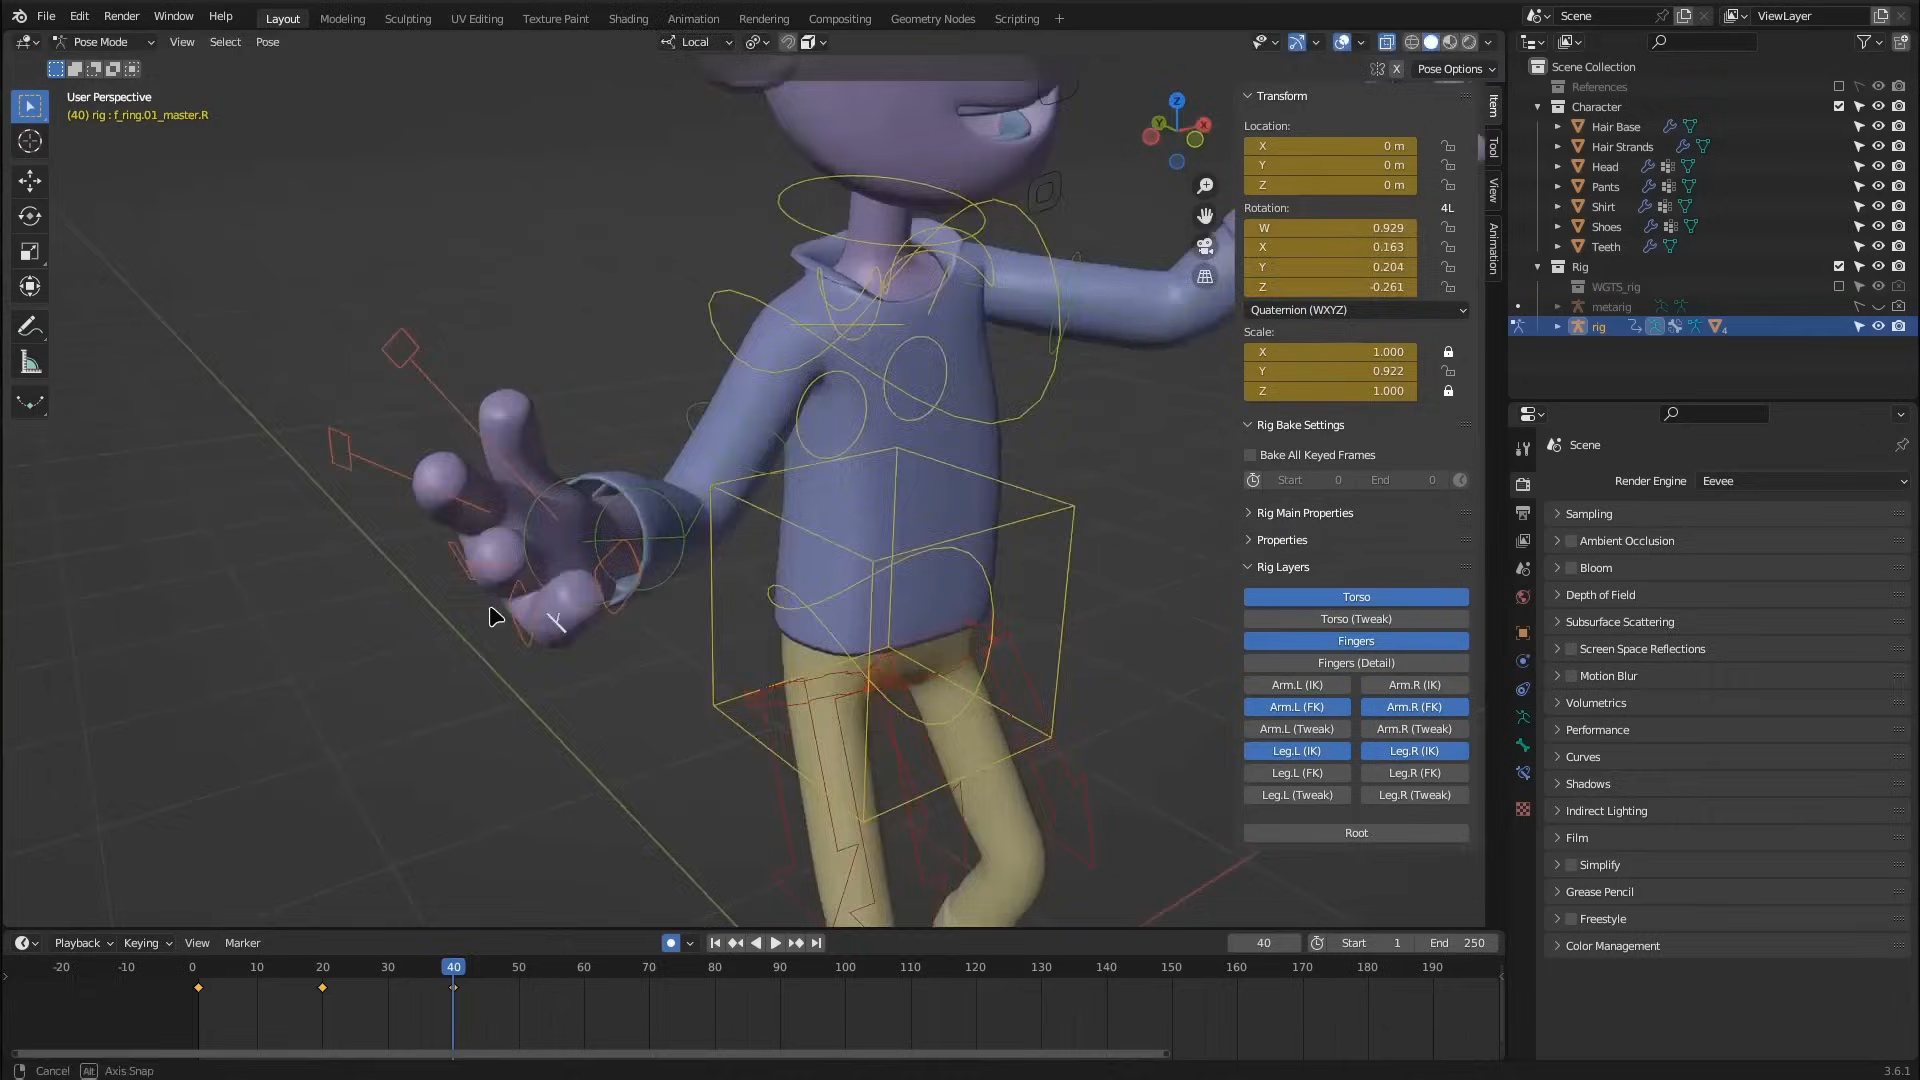 File Edit Render Window Help
Layout Modeling Sculpting UV Editing Texture Paint Shading Animation Rendering Compositing Geometry Nodes Scripting +
Scene ViewLayer
Pose Mode View Select Pose
Local
X Pose Options
User Perspective
(40) rig : f_ring.01_master.R
Z
Y
X
Y
Item
Tool
View
Animation
Transform
Location:
X 0 m
Y 0 m
Z 0 m
Rotation: 4L
W 0.929
X 0.163
Y 0.204
Z -0.261
Quaternion (WXYZ)
Scale:
X 1.000
Y 0.922
Z 1.000
Rig Bake Settings
Bake All Keyed Frames
Start 0 End 0
Rig Main Properties
Properties
Rig Layers
Torso
Torso (Tweak)
Fingers
Fingers (Detail)
Arm.L (IK) Arm.R (IK)
Arm.L (FK) Arm.R (FK)
Arm.L (Tweak) Arm.R (Tweak)
Leg.L (IK) Leg.R (IK)
Leg.L (FK) Leg.R (FK)
Leg.L (Tweak) Leg.R (Tweak)
Root
Scene Collection
References
Character
Hair Base
Hair Strands
Head
Pants
Shirt
Shoes
Teeth
Rig
WGTS_rig
metarig
rig 4
Scene
Render Engine Eevee
Sampling
Ambient Occlusion
Bloom
Depth of Field
Subsurface Scattering
Screen Space Reflections
Motion Blur
Volumetrics
Performance
Curves
Shadows
Indirect Lighting
Film
Simplify
Grease Pencil
Freestyle
Color Management
Playback Keying View Marker
40 Start 1 End 250
-20 -10 0 10 20 30 40 50 60 70 80 90 100 110 120 130 140 150 160 170 180 190
Cancel Alt Axis Snap
3.6.1